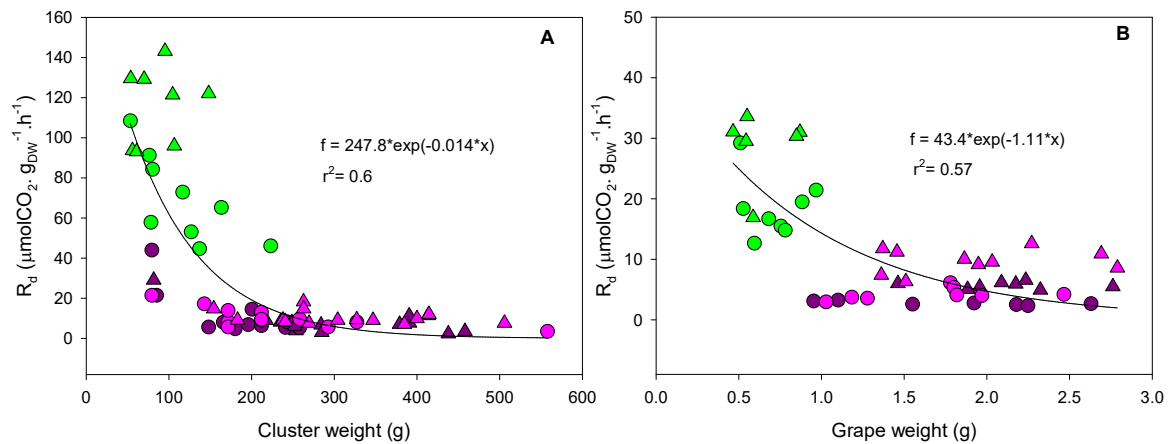 A
160
140
120
100
80
60
40
20
0
R_d (µmolCO₂. g_DW⁻¹.h⁻¹)
f = 247.8*exp(-0.014*x)
r²= 0.6
0 100 200 300 400 500 600
Cluster weight (g)
B
50
40
30
20
10
0
R_d (µmolCO₂. g_DW⁻¹.h⁻¹)
f = 43.4*exp(-1.11*x)
r²= 0.57
0.0 0.5 1.0 1.5 2.0 2.5 3.0
Grape weight (g)